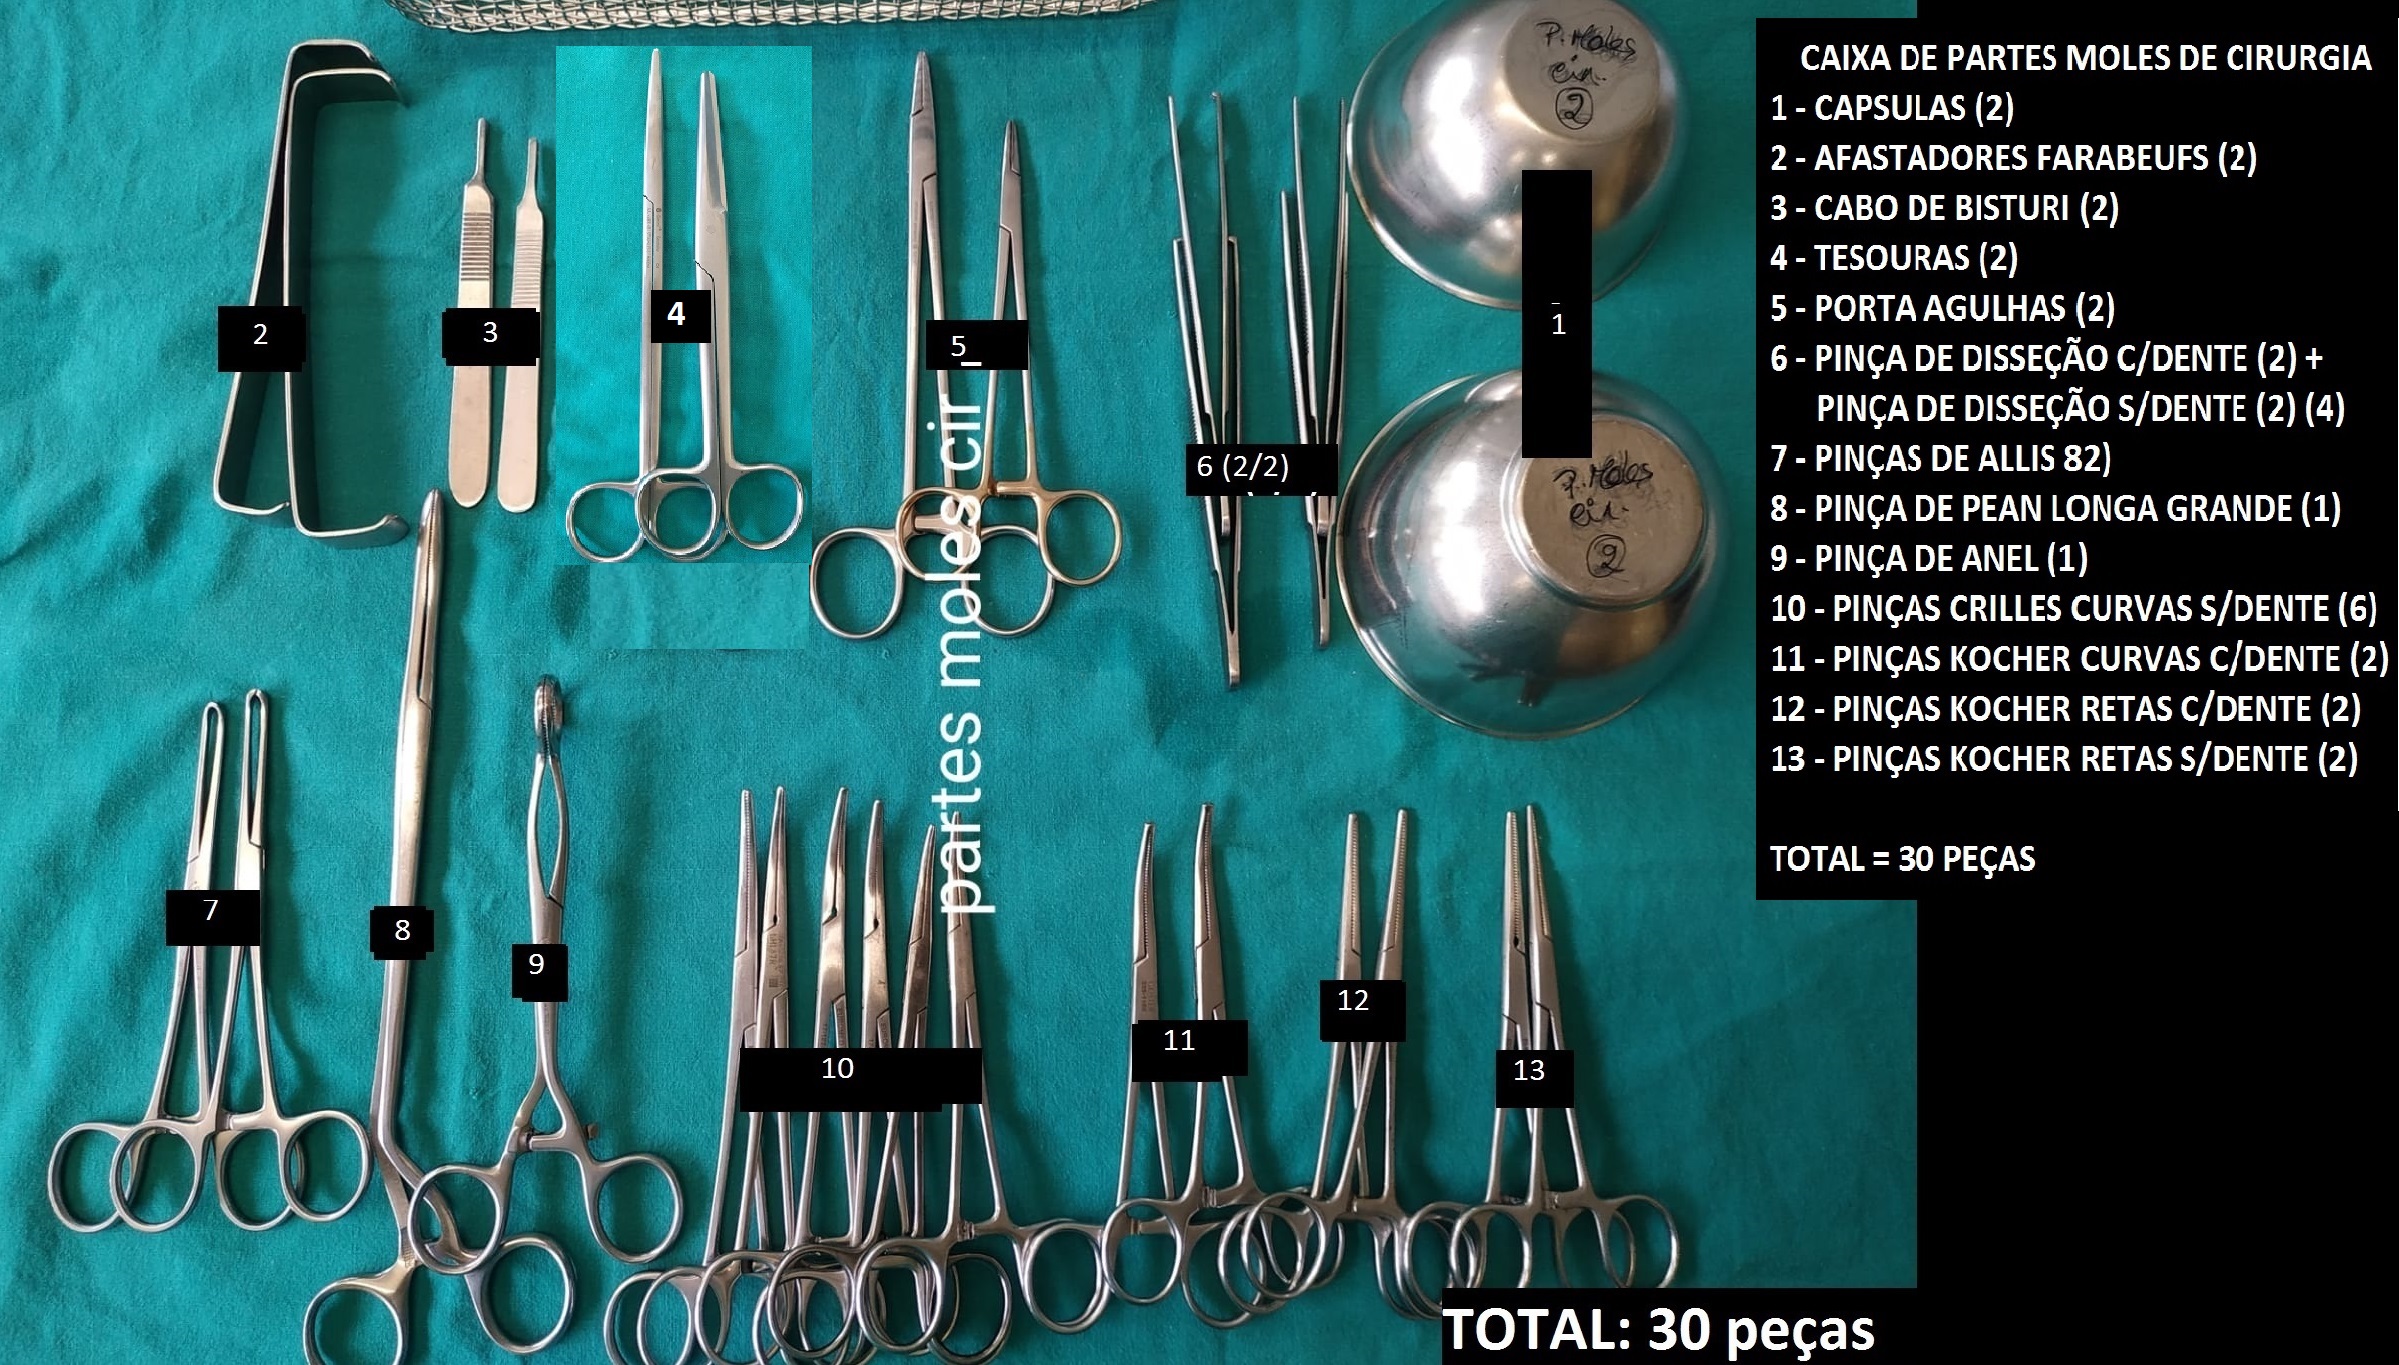 CAIXA DE PARTES MOLES DE CIRURGIA
1 - CAPSULAS (2)
2 - AFASTADORES FARABEUFS (2)
3 - CABO DE BISTURI (2)
4 - TESOURAS (2)
5 - PORTA AGULHAS (2)
6 - PINÇA DE DISSEÇÃO C/DENTE (2) +
PINÇA DE DISSEÇÃO S/DENTE (2) (4)
7 - PINÇAS DE ALLIS 82)
8 - PINÇA DE PEAN LONGA GRANDE (1)
9 - PINÇA DE ANEL (1)
10 - PINÇAS CRILLES CURVAS S/DENTE (6)
11 - PINÇAS KOCHER CURVAS C/DENTE (2)
12 - PINÇAS KOCHER RETAS C/DENTE (2)
13 - PINÇAS KOCHER RETAS S/DENTE (2)
TOTAL = 30 PEÇAS
P. Moles
cir.
2
1
P. Moles
cir.
2
2
3
4
5
6 (2/2)
partes moles cir
7
8
9
10
11
12
13
TOTAL: 30 peças